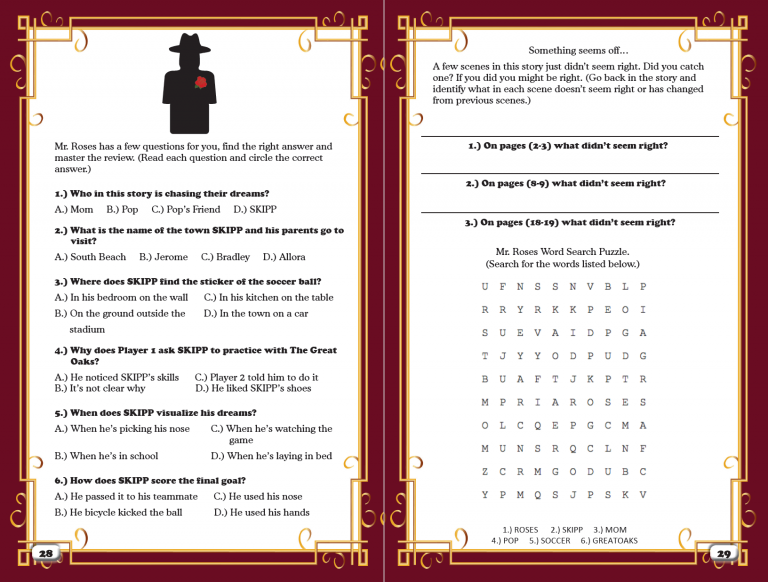 Mr. Roses has a few questions for you, find the right answer and
master the review. (Read each question and circle the correct
answer.)
1.) Who in this story is chasing their dreams?
A.) Mom B.) Pop C.) Pop's Friend D.) SKIPP
2.) What is the name of the town SKIPP and his parents go to
visit?
A.) South Beach B.) Jerome C.) Bradley D.) Allora
3.) Where does SKIPP find the sticker of the soccer ball?
A.) In his bedroom on the wall C.) In his kitchen on the table
B.) On the ground outside the D.) In the town on a car
stadium
4.) Why does Player 1 ask SKIPP to practice with The Great
Oaks?
A.) He noticed SKIPP's skills C.) Player 2 told him to do it
B.) It's not clear why D.) He liked SKIPP's shoes
5.) When does SKIPP visualize his dreams?
A.) When he's picking his nose C.) When he's watching the
game
B.) When he's in school D.) When he's laying in bed
6.) How does SKIPP score the final goal?
A.) He passed it to his teammate C.) He used his nose
B.) He bicycle kicked the ball D.) He used his hands
28
Something seems off...
A few scenes in this story just didn't seem right. Did you catch
one? If you did you might be right. (Go back in the story and
identify what in each scene doesn't seem right or has changed
from previous scenes.)
1.) On pages (2-3) what didn't seem right?
2.) On pages (8-9) what didn't seem right?
3.) On pages (18-19) what didn't seem right?
Mr. Roses Word Search Puzzle.
(Search for the words listed below.)
U F N S S N V B L P
R R Y R K K P E O I
S U E V A I D P G A
T J Y Y O D P U D G
B U A F T J K P T R
M P R I A R O S E S
O L C Q E P G C M A
M U N S R Q C L N F
Z C R M G O D U B C
Y P M Q S J P S K V
1.) ROSES 2.) SKIPP 3.) MOM
4.) POP 5.) SOCCER 6.) GREATOAKS
29